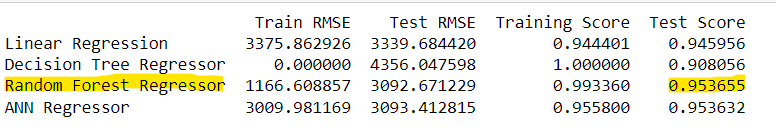 Train RMSE Test RMSE Training Score Test Score
Linear Regression 3375.862926 3339.684420 0.944401 0.945956
Decision Tree Regressor 0.000000 4356.047598 1.000000 0.908056
Random Forest Regressor 1166.608857 3092.671229 0.993360 0.953655
ANN Regressor 3009.981169 3093.412815 0.955800 0.953632